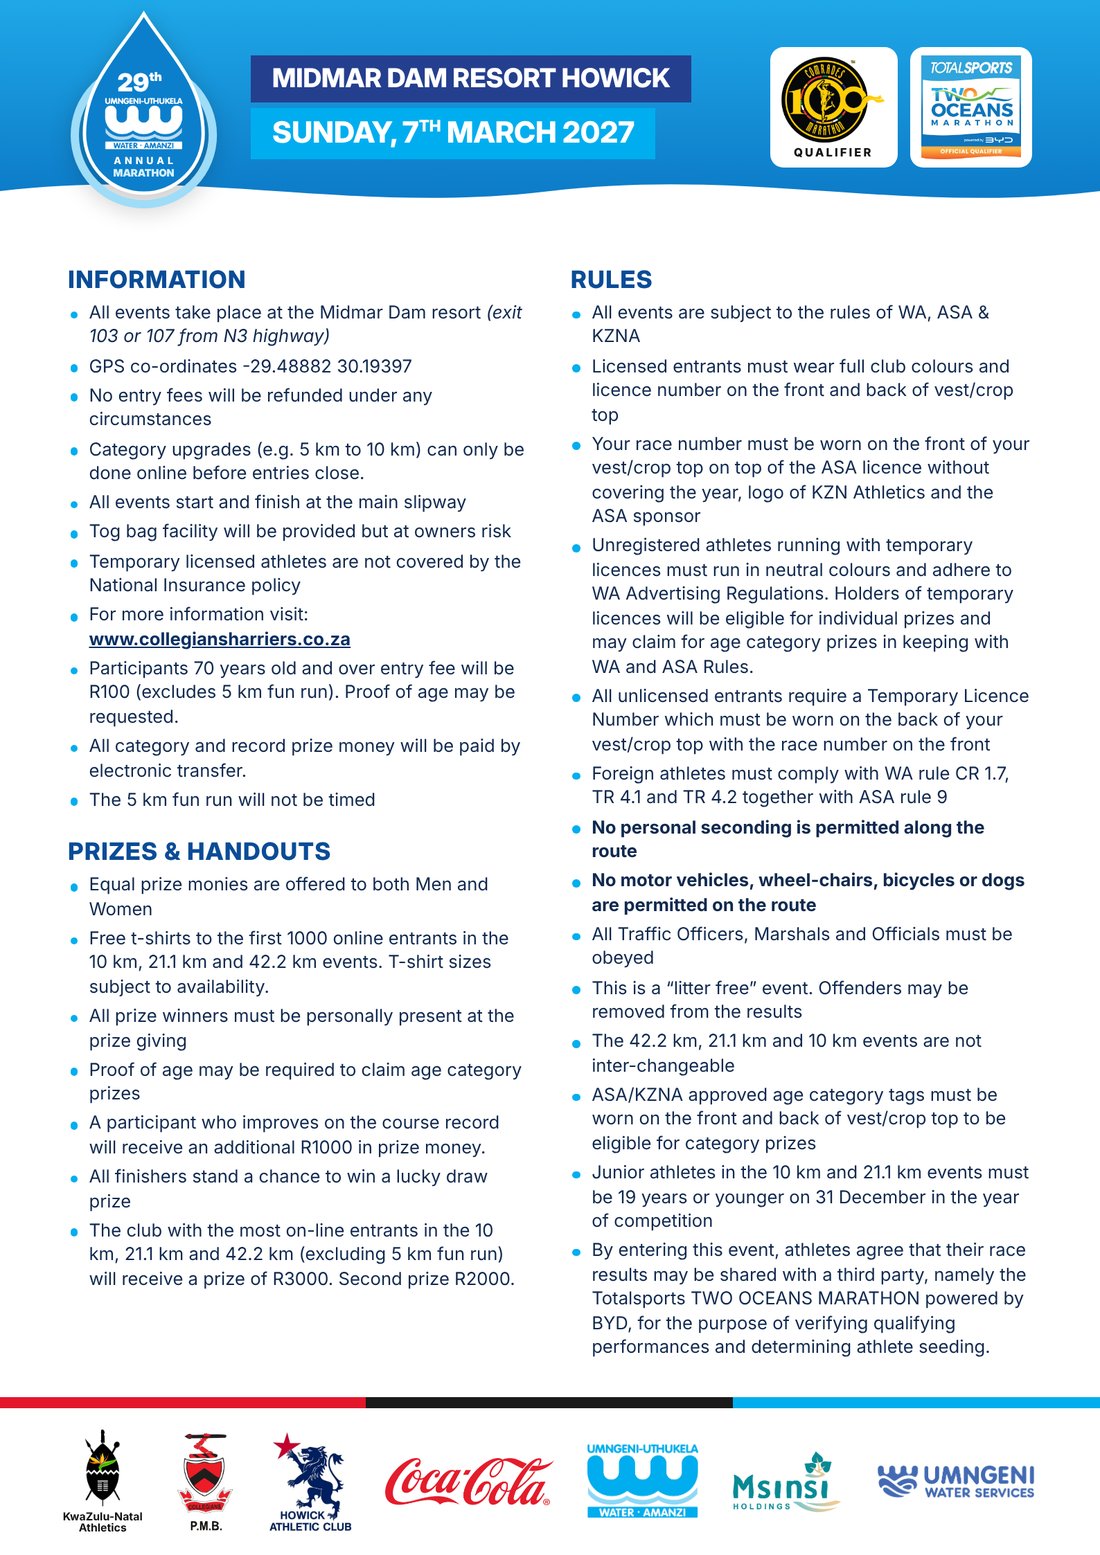 29th
UMNGENI-UTHUKELA
WATER · AMANZI
ANNUAL
MARATHON
MIDMAR DAM RESORT HOWICK
SUNDAY, 7TH MARCH 2027
COMRADES
100
MARATHON
QUALIFIER
TOTALSPORTS
TWO
OCEANS
MARATHON
powered by BYD
OFFICIAL QUALIFIER
INFORMATION
All events take place at the Midmar Dam resort (exit
103 or 107 from N3 highway)
GPS co-ordinates -29.48882 30.19397
No entry fees will be refunded under any
circumstances
Category upgrades (e.g. 5 km to 10 km) can only be
done online before entries close.
All events start and finish at the main slipway
Tog bag facility will be provided but at owners risk
Temporary licensed athletes are not covered by the
National Insurance policy
For more information visit:
www.collegiansharriers.co.za
Participants 70 years old and over entry fee will be
R100 (excludes 5 km fun run). Proof of age may be
requested.
All category and record prize money will be paid by
electronic transfer.
The 5 km fun run will not be timed
PRIZES & HANDOUTS
Equal prize monies are offered to both Men and
Women
Free t-shirts to the first 1000 online entrants in the
10 km, 21.1 km and 42.2 km events. T-shirt sizes
subject to availability.
All prize winners must be personally present at the
prize giving
Proof of age may be required to claim age category
prizes
A participant who improves on the course record
will receive an additional R1000 in prize money.
All finishers stand a chance to win a lucky draw
prize
The club with the most on-line entrants in the 10
km, 21.1 km and 42.2 km (excluding 5 km fun run)
will receive a prize of R3000. Second prize R2000.
RULES
All events are subject to the rules of WA, ASA &
KZNA
Licensed entrants must wear full club colours and
licence number on the front and back of vest/crop
top
Your race number must be worn on the front of your
vest/crop top on top of the ASA licence without
covering the year, logo of KZN Athletics and the
ASA sponsor
Unregistered athletes running with temporary
licences must run in neutral colours and adhere to
WA Advertising Regulations. Holders of temporary
licences will be eligible for individual prizes and
may claim for age category prizes in keeping with
WA and ASA Rules.
All unlicensed entrants require a Temporary Licence
Number which must be worn on the back of your
vest/crop top with the race number on the front
Foreign athletes must comply with WA rule CR 1.7,
TR 4.1 and TR 4.2 together with ASA rule 9
No personal seconding is permitted along the
route
No motor vehicles, wheel-chairs, bicycles or dogs
are permitted on the route
All Traffic Officers, Marshals and Officials must be
obeyed
This is a “litter free” event. Offenders may be
removed from the results
The 42.2 km, 21.1 km and 10 km events are not
inter-changeable
ASA/KZNA approved age category tags must be
worn on the front and back of vest/crop top to be
eligible for category prizes
Junior athletes in the 10 km and 21.1 km events must
be 19 years or younger on 31 December in the year
of competition
By entering this event, athletes agree that their race
results may be shared with a third party, namely the
Totalsports TWO OCEANS MARATHON powered by
BYD, for the purpose of verifying qualifying
performances and determining athlete seeding.
KwaZulu-Natal
Athletics
COLLEGIANS
P.M.B.
HOWICK
ATHLETIC CLUB
Coca-Cola
UMNGENI-UTHUKELA
WATER · AMANZI
Msinsi
HOLDINGS
UMNGENI
WATER SERVICES